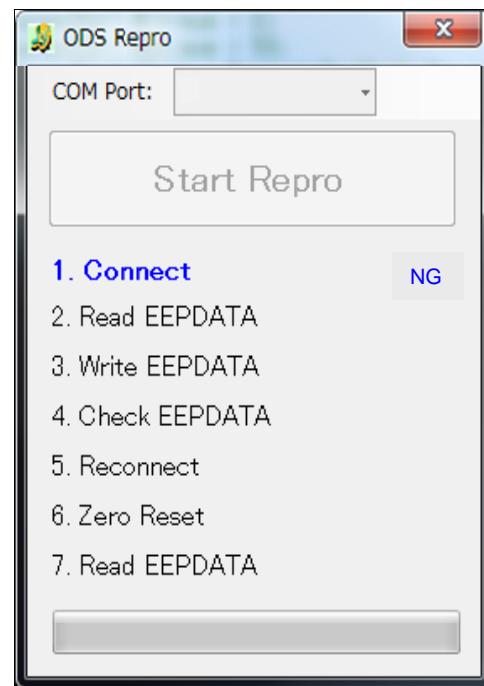 ODS Repro
COM Port:
Start Repro
1. Connect NG
2. Read EEPDATA
3. Write EEPDATA
4. Check EEPDATA
5. Reconnect
6. Zero Reset
7. Read EEPDATA